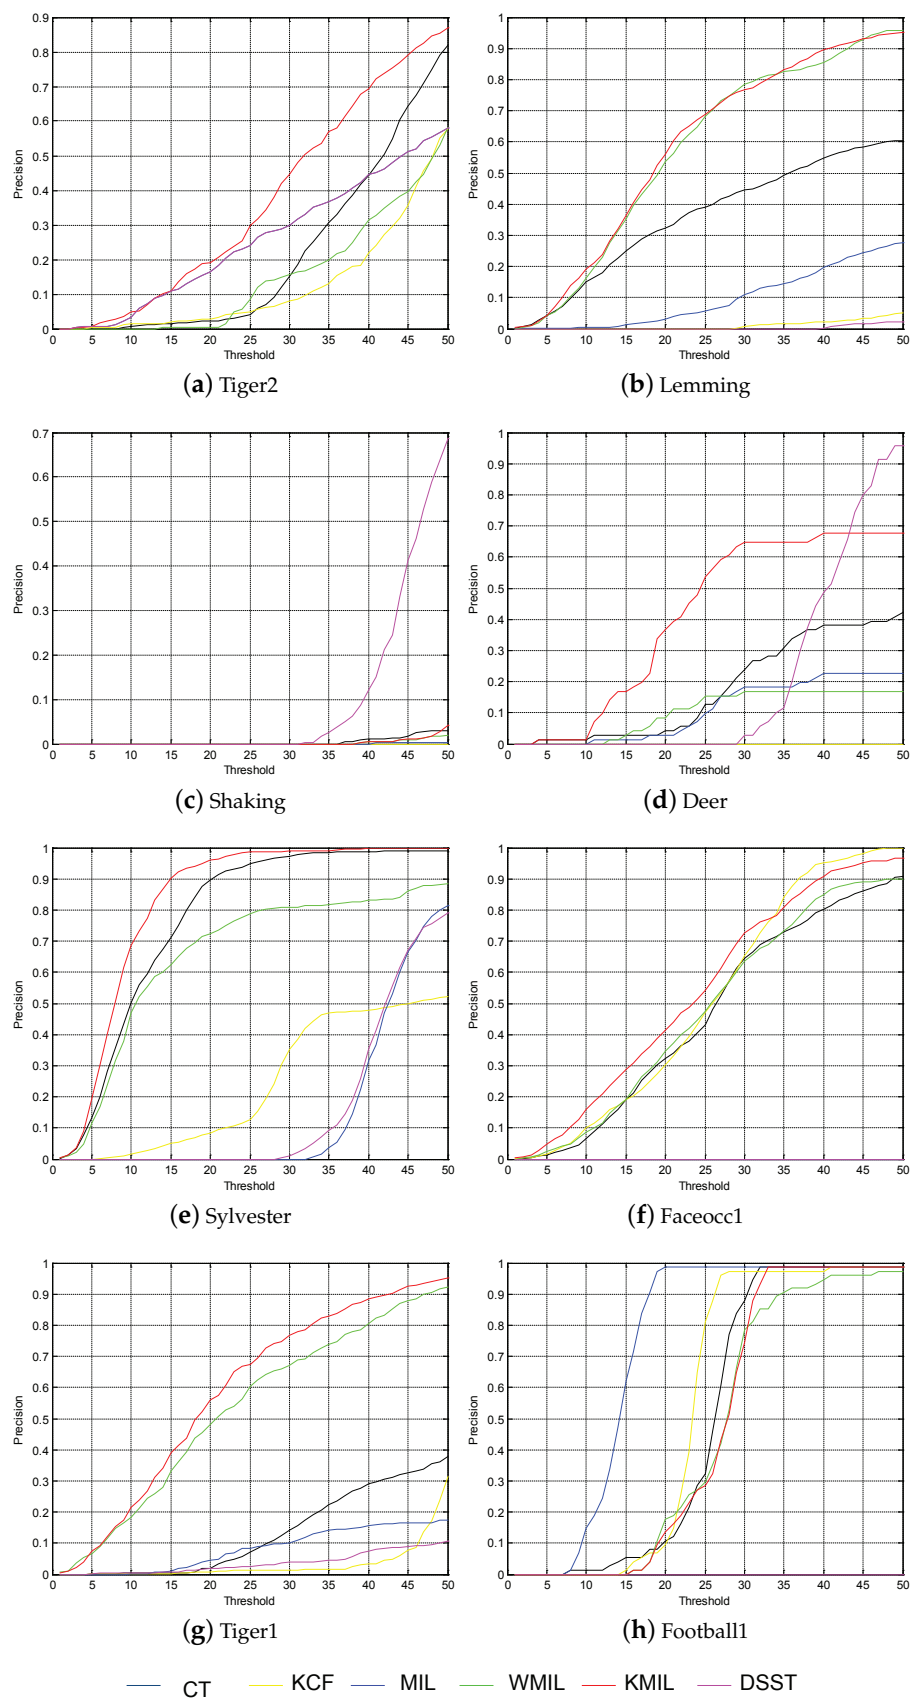 0.9
0.8
0.7
0.6
0.5
0.4
0.3
0.2
0.1
0
Precision
0 5 10 15 20 25 30 35 40 45 50
Threshold
(a) Tiger2
1
0.9
0.8
0.7
0.6
0.5
0.4
0.3
0.2
0.1
0
Precision
0 5 10 15 20 25 30 35 40 45 50
Threshold
(b) Lemming
0.7
0.6
0.5
0.4
0.3
0.2
0.1
0
Precision
0 5 10 15 20 25 30 35 40 45 50
Threshold
(c) Shaking
1
0.9
0.8
0.7
0.6
0.5
0.4
0.3
0.2
0.1
0
Precision
0 5 10 15 20 25 30 35 40 45 50
Threshold
(d) Deer
1
0.9
0.8
0.7
0.6
0.5
0.4
0.3
0.2
0.1
0
Precision
0 5 10 15 20 25 30 35 40 45 50
Threshold
(e) Sylvester
1
0.9
0.8
0.7
0.6
0.5
0.4
0.3
0.2
0.1
0
Precision
0 5 10 15 20 25 30 35 40 45 50
Threshold
(f) Faceocc1
1
0.9
0.8
0.7
0.6
0.5
0.4
0.3
0.2
0.1
0
Precision
0 5 10 15 20 25 30 35 40 45 50
Threshold
(g) Tiger1
1
0.9
0.8
0.7
0.6
0.5
0.4
0.3
0.2
0.1
0
Precision
0 5 10 15 20 25 30 35 40 45 50
Threshold
(h) Football1
CT KCF MIL WMIL KMIL DSST